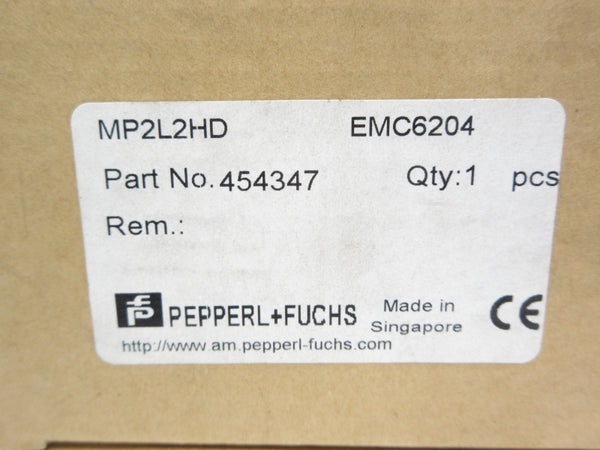 MP2L2HD EMC6204
Part No. 454347 Qty:1 pcs
Rem.:
PEPPERL+FUCHS Made in Singapore CE
http://www.am.pepperl-fuchs.com